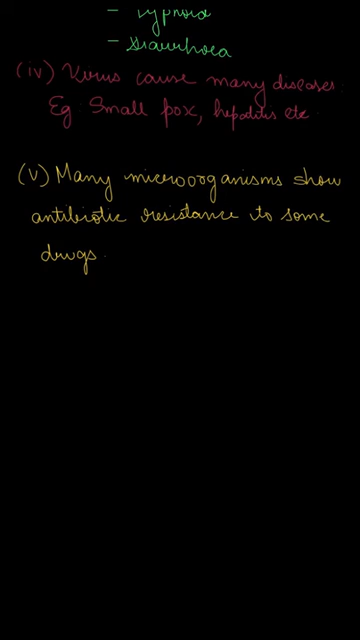 - Typhoid
- Diarrhoea
(iv) Virus cause many diseases.
Eg: Small pox, hepatitis etc.
(v) Many microorganisms show
antibiotic resistance to some
drugs.